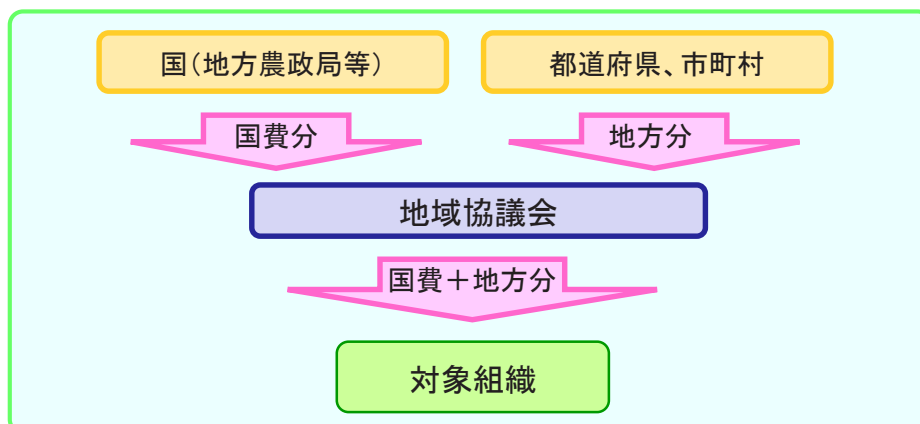 国(地方農政局等)
都道府県、市町村
国費分
地方分
地域協議会
国費＋地方分
対象組織